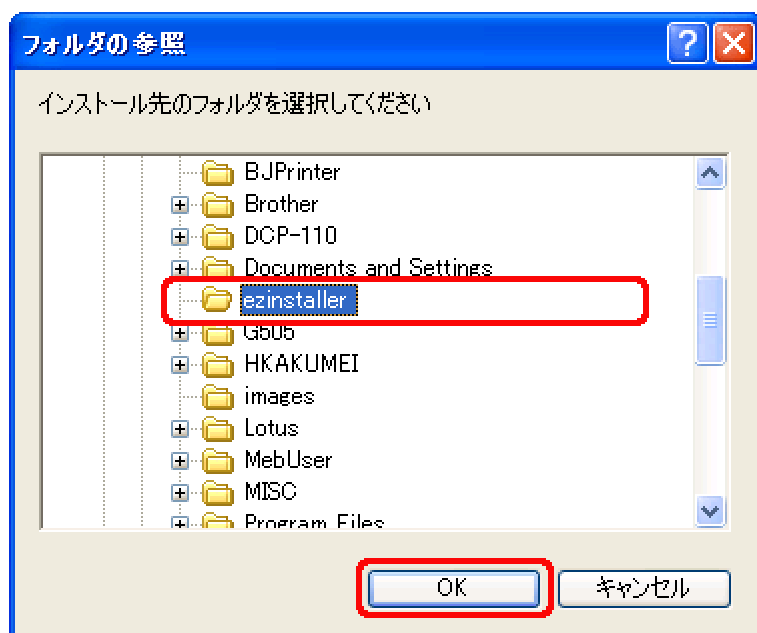 フォルダの参照
インストール先のフォルダを選択してください
BJPrinter
Brother
DCP-110
Documents and Settings
ezinstaller
G505
HKAKUMEI
images
Lotus
MebUser
MISC
Program Files
OK
キャンセル